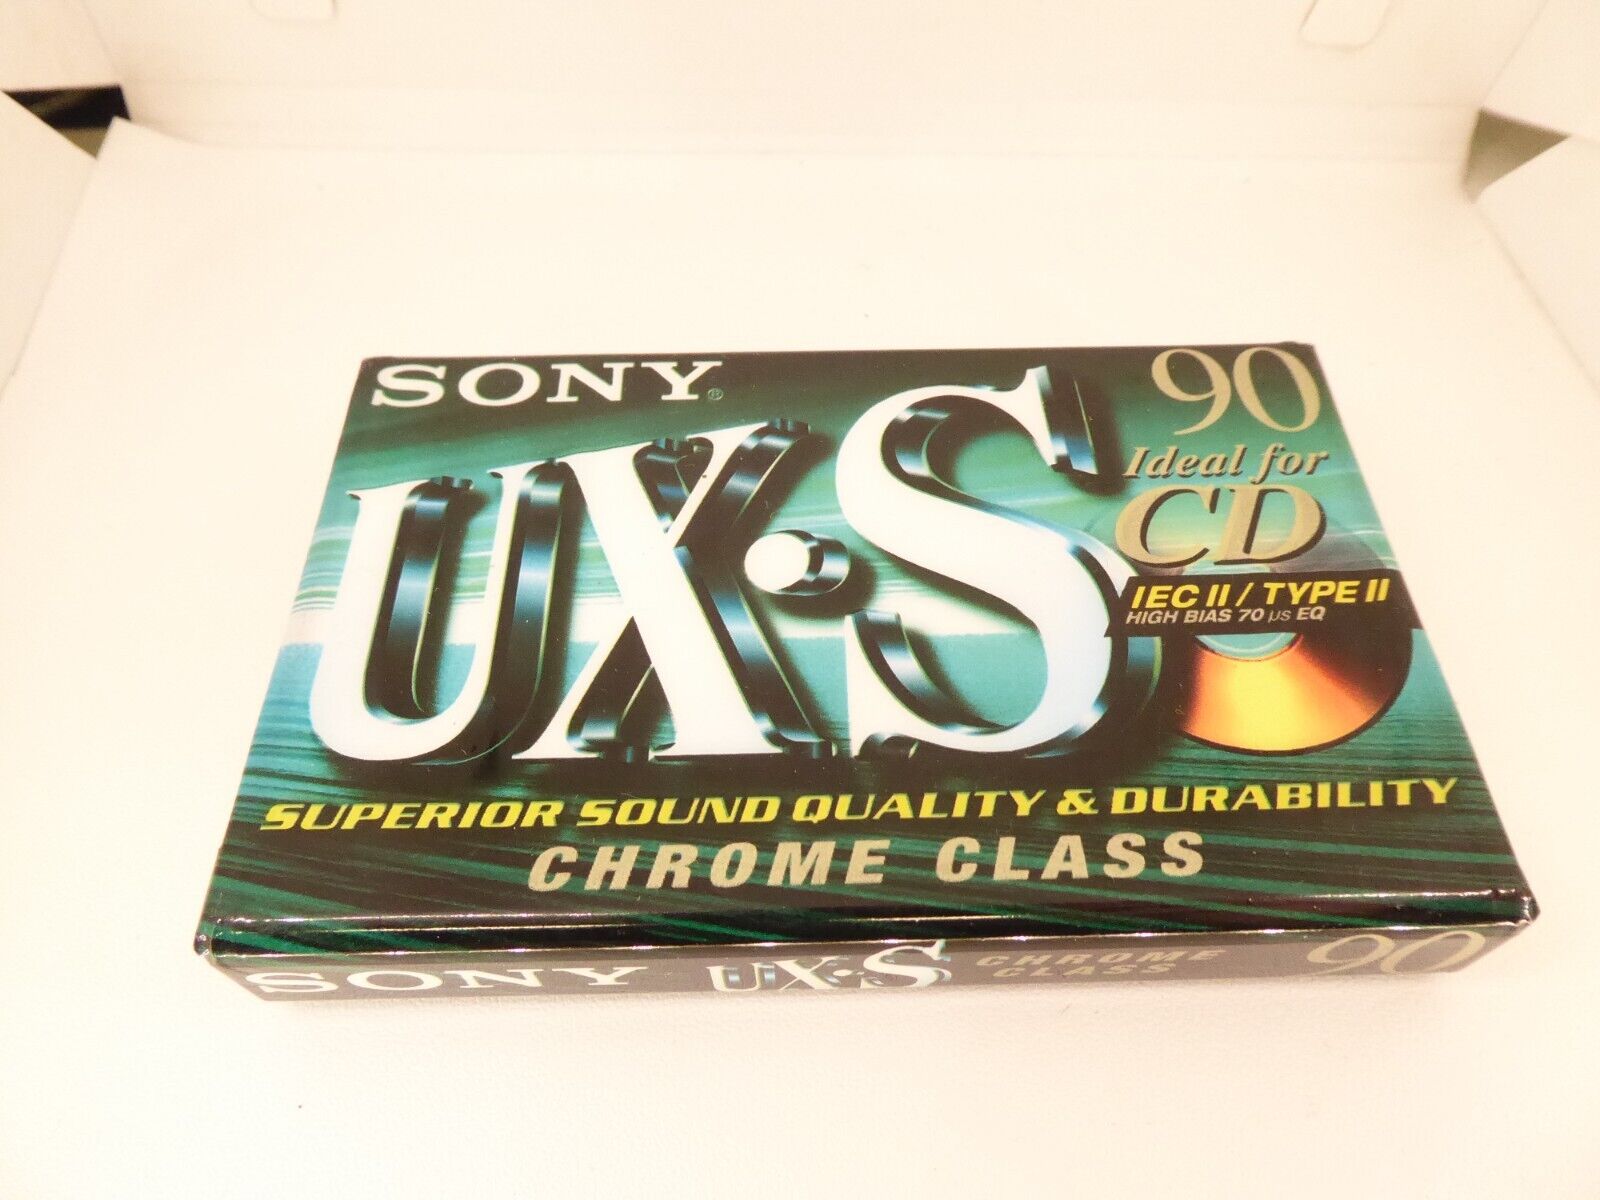 SONY®
90
UX·S
Ideal for
CD
IEC II / TYPE II
HIGH BIAS 70 µs EQ
SUPERIOR SOUND QUALITY & DURABILITY
CHROME CLASS
SONY UX·S CHROME CLASS 90